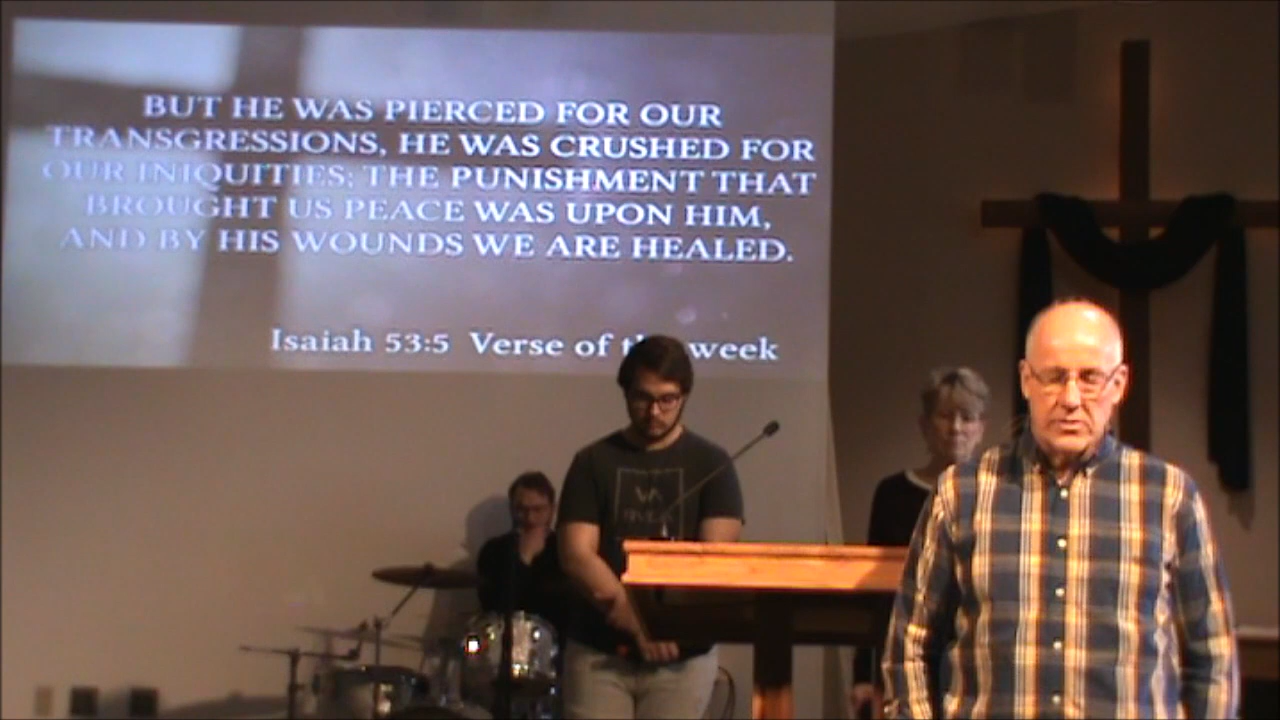 BUT HE WAS PIERCED FOR OUR
TRANSGRESSIONS, HE WAS CRUSHED FOR
OUR INIQUITIES; THE PUNISHMENT THAT
BROUGHT US PEACE WAS UPON HIM,
AND BY HIS WOUNDS WE ARE HEALED.
Isaiah 53:5 Verse of week
VA